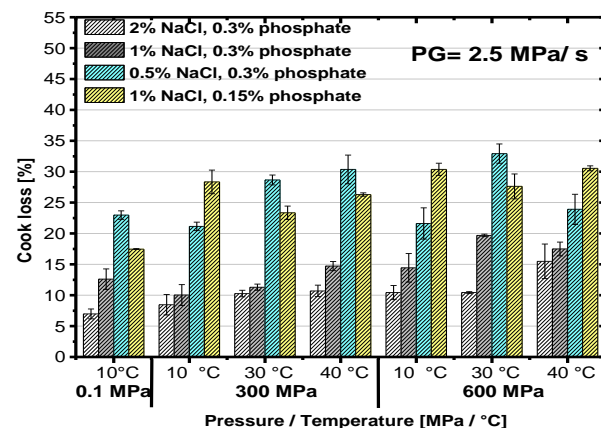 55
50
45
40
35
30
25
20
15
10
5
0
Cook loss [%]
2% NaCl, 0.3% phosphate
1% NaCl, 0.3% phosphate
0.5% NaCl, 0.3% phosphate
1% NaCl, 0.15% phosphate
PG= 2.5 MPa/ s
10°C 10 °C 30 °C 40 °C 10 °C 30 °C 40 °C
0.1 MPa 300 MPa 600 MPa
Pressure / Temperature [MPa / °C]